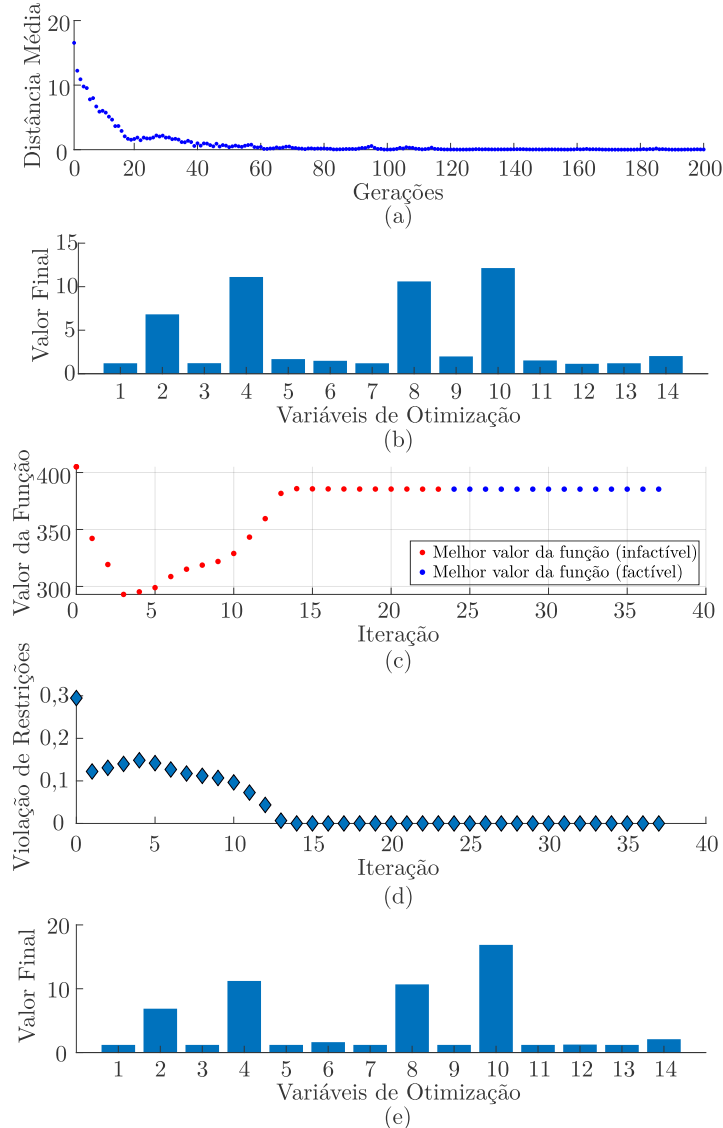 Distância Média
20
10
0
0 20 40 60 80 100 120 140 160 180 200
Gerações
(a)
Valor Final
15
10
5
0
1 2 3 4 5 6 7 8 9 10 11 12 13 14
Variáveis de Otimização
(b)
Valor da Função
400
350
300
Melhor valor da função (infactível)
Melhor valor da função (factível)
0 5 10 15 20 25 30 35 40
Iteração
(c)
Violação de Restrições
0,3
0,2
0,1
0
0 5 10 15 20 25 30 35 40
Iteração
(d)
Valor Final
20
10
0
1 2 3 4 5 6 7 8 9 10 11 12 13 14
Variáveis de Otimização
(e)